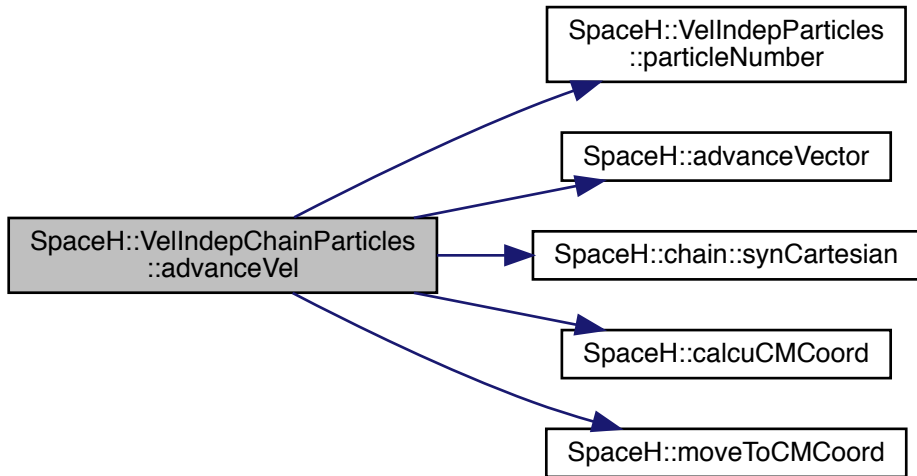 SpaceH::VelIndepParticles
::particleNumber
SpaceH::advanceVector
SpaceH::VelIndepChainParticles
::advanceVel
SpaceH::chain::synCartesian
SpaceH::calcuCMCoord
SpaceH::moveToCMCoord